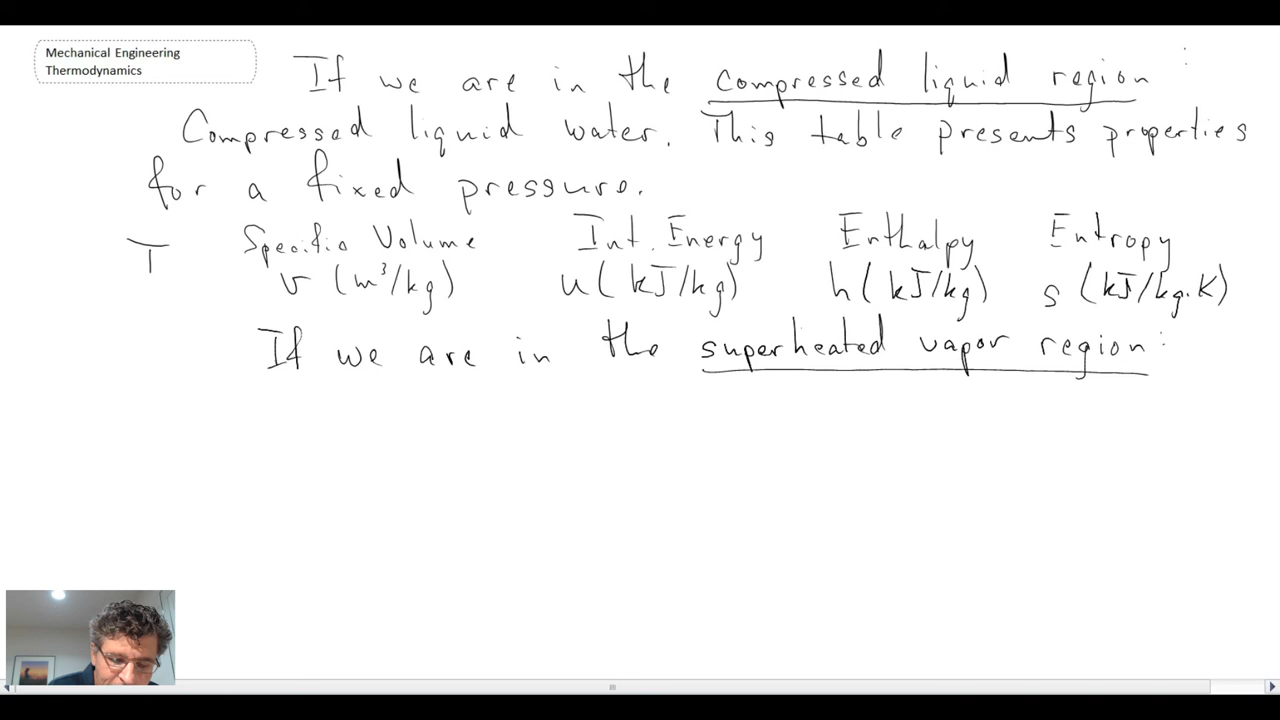 Mechanical Engineering
Thermodynamics
If we are in the compressed liquid region :
Compressed liquid water. This table presents properties
for a fixed pressure.
T Specific Volume Int. Energy Enthalpy Entropy
v (m³/kg) u (kJ/kg) h (kJ/kg) s (kJ/kg.K)
If we are in the superheated vapor region :